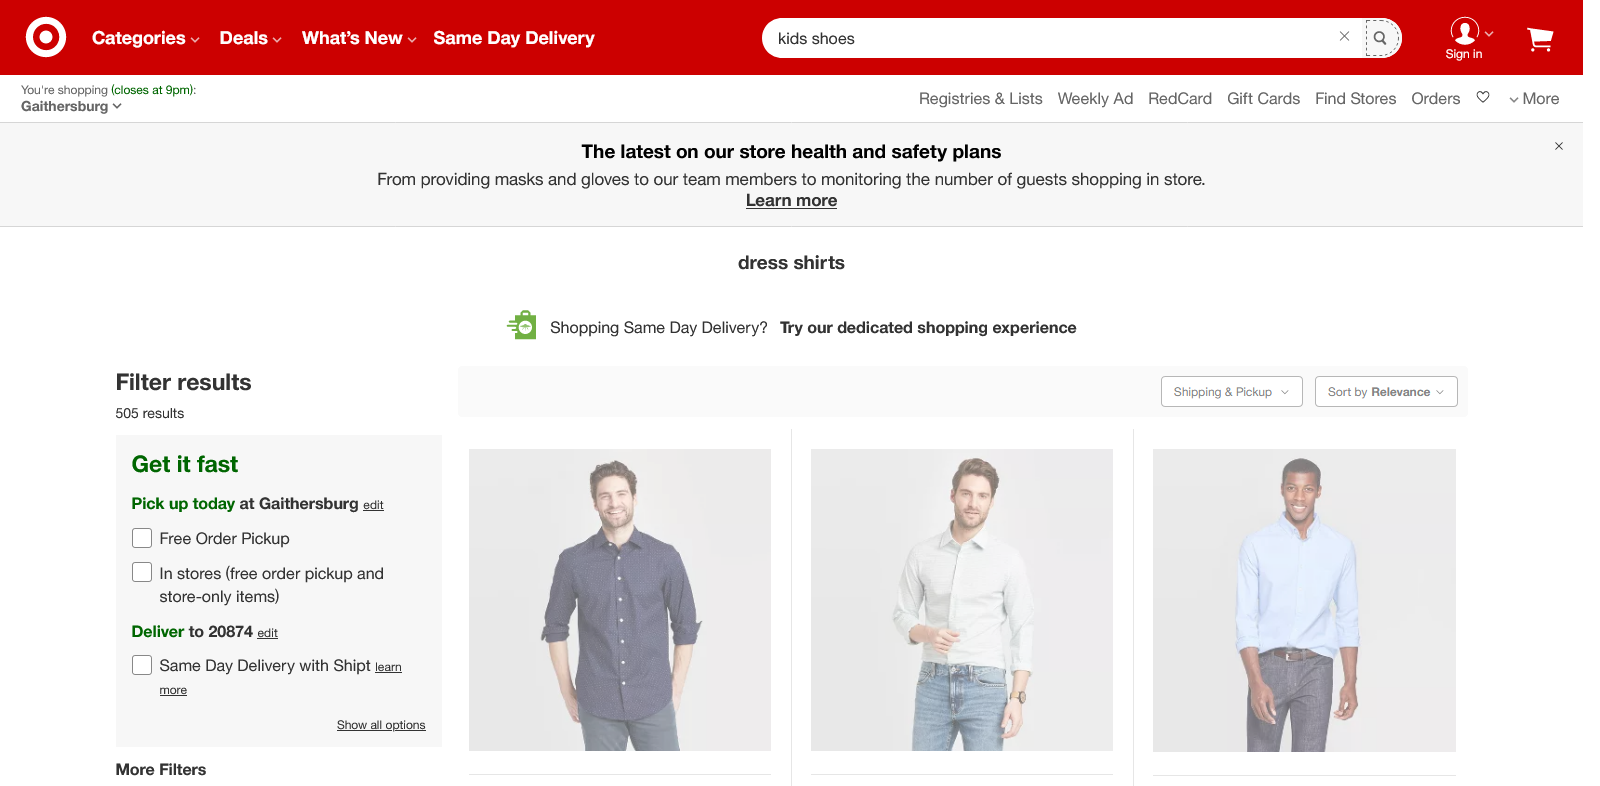 Categories Deals What's New Same Day Delivery
kids shoes
Sign in
You're shopping (closes at 9pm):
Gaithersburg
Registries & Lists Weekly Ad RedCard Gift Cards Find Stores Orders More
The latest on our store health and safety plans
From providing masks and gloves to our team members to monitoring the number of guests shopping in store.
Learn more
dress shirts
Shopping Same Day Delivery? Try our dedicated shopping experience
Filter results
505 results
Shipping & Pickup
Sort by Relevance
Get it fast
Pick up today at Gaithersburg edit
Free Order Pickup
In stores (free order pickup and
store-only items)
Deliver to 20874 edit
Same Day Delivery with Shipt learn
more
Show all options
More Filters